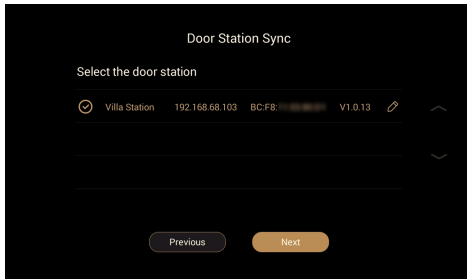 Door Station Sync
Select the door station
Villa Station 192.168.68.103 BC:F8: V1.0.13
Previous Next